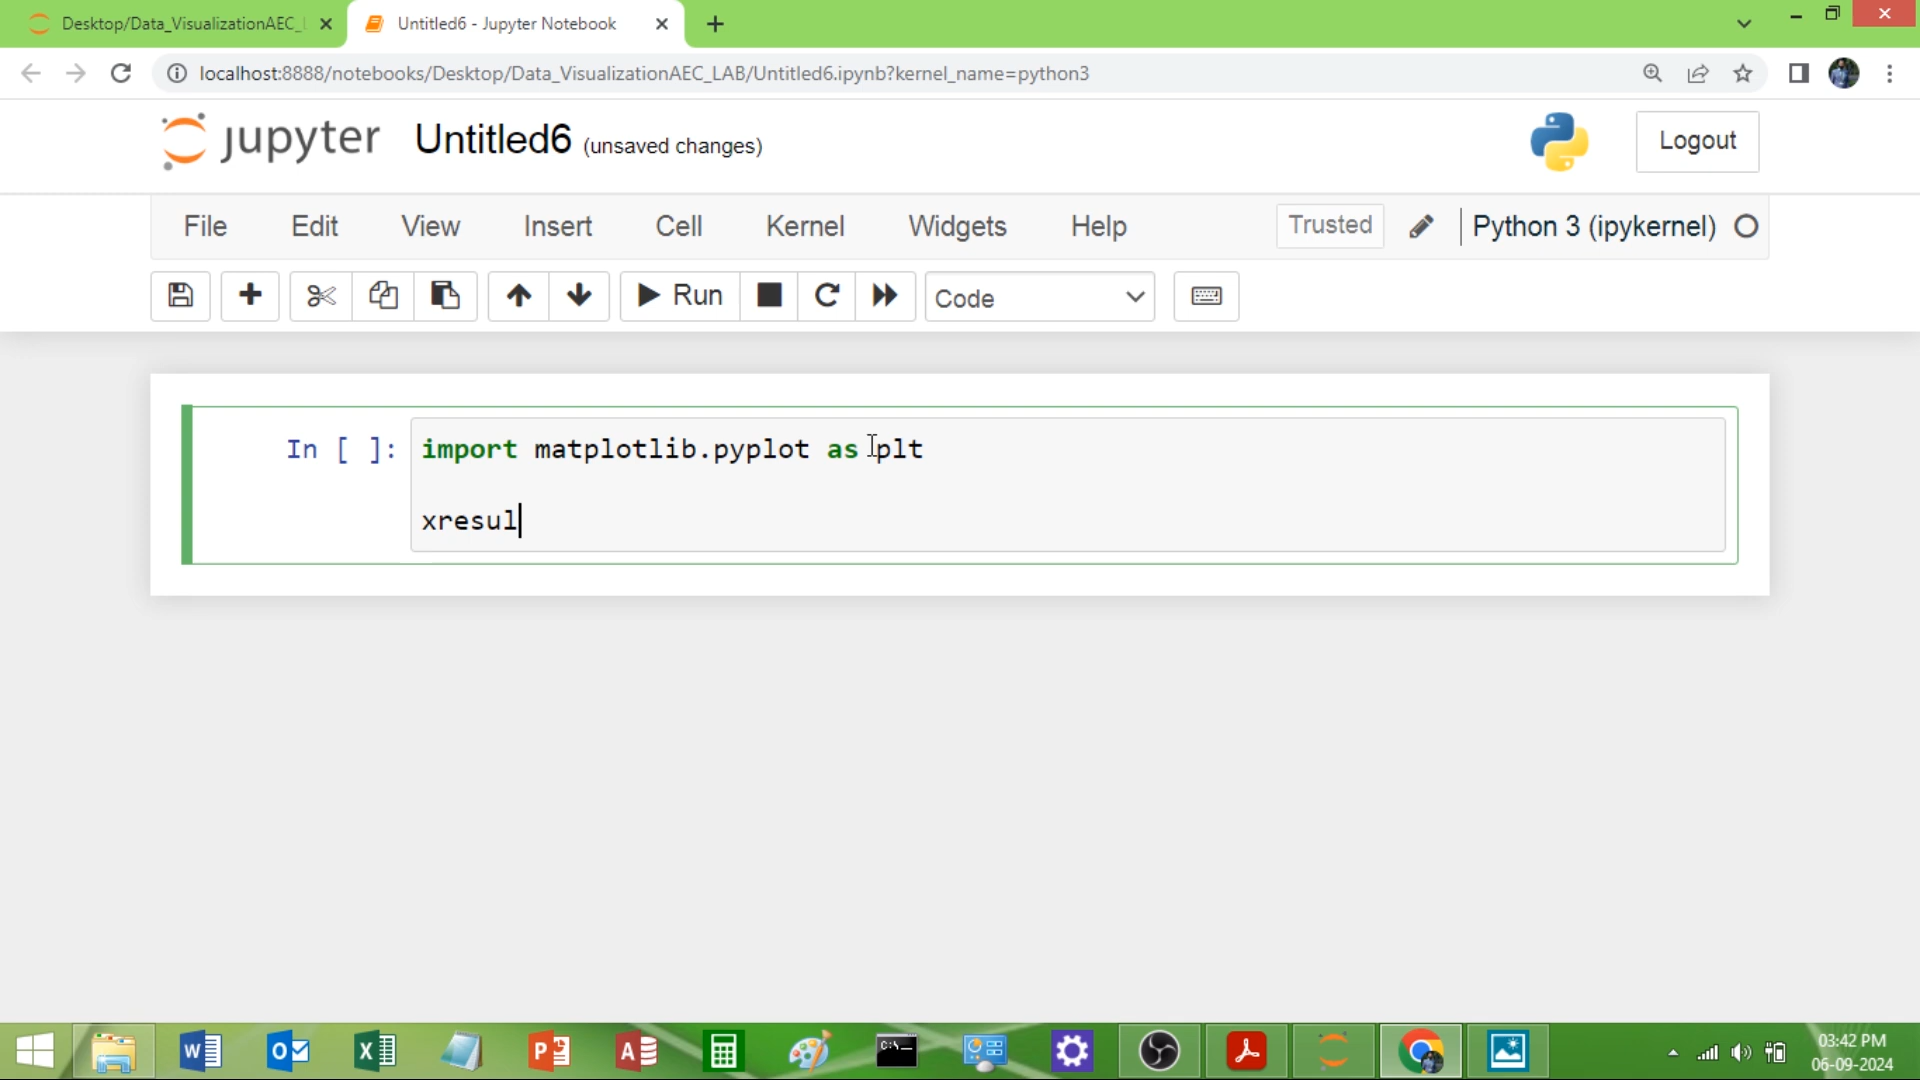 Desktop/Data_VisualizationAEC_
Untitled6 - Jupyter Notebook
localhost:8888/notebooks/Desktop/Data_VisualizationAEC_LAB/Untitled6.ipynb?kernel_name=python3
jupyter Untitled6 (unsaved changes)
Logout
File Edit View Insert Cell Kernel Widgets Help Trusted Python 3 (ipykernel)
Run Code
In [ ]: import matplotlib.pyplot as plt
xresul
03:42 PM
06-09-2024